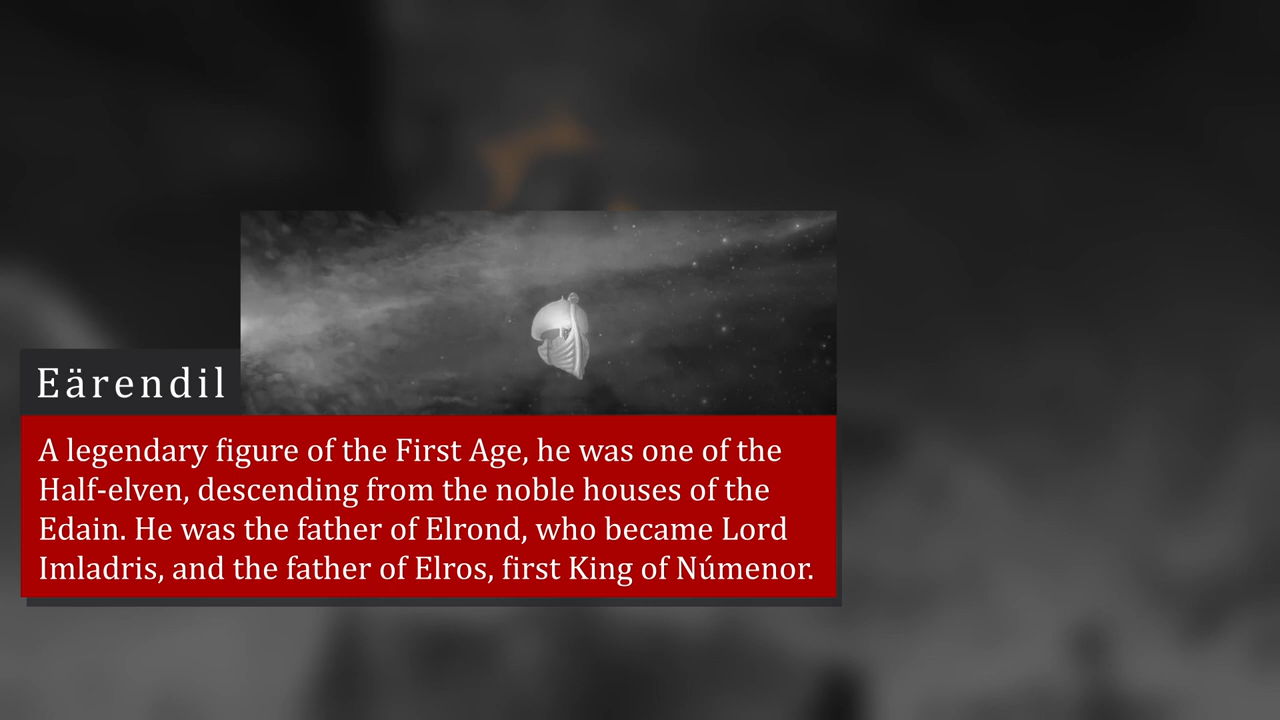 Eärendil
A legendary figure of the First Age, he was one of the
Half-elven, descending from the noble houses of the
Edain. He was the father of Elrond, who became Lord
Imladris, and the father of Elros, first King of Númenor.